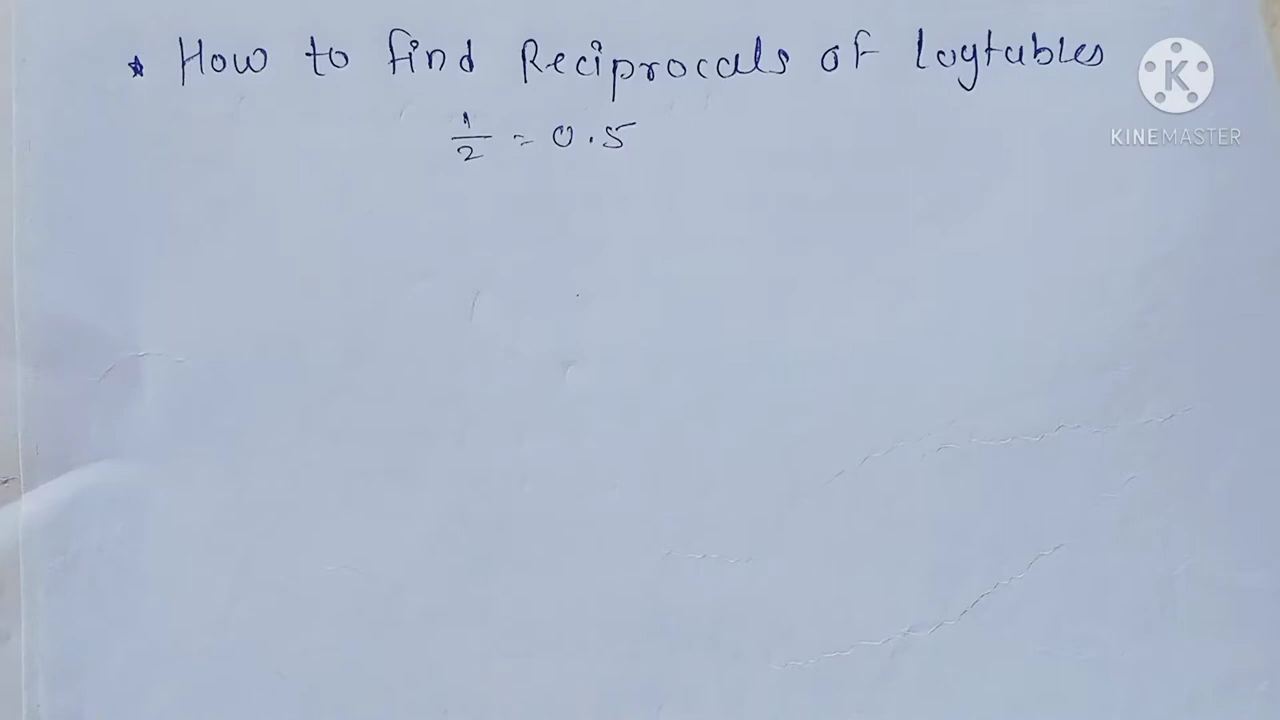 * How to find Reciprocals of logtables
1/2 = 0.5
K
KINEMASTER